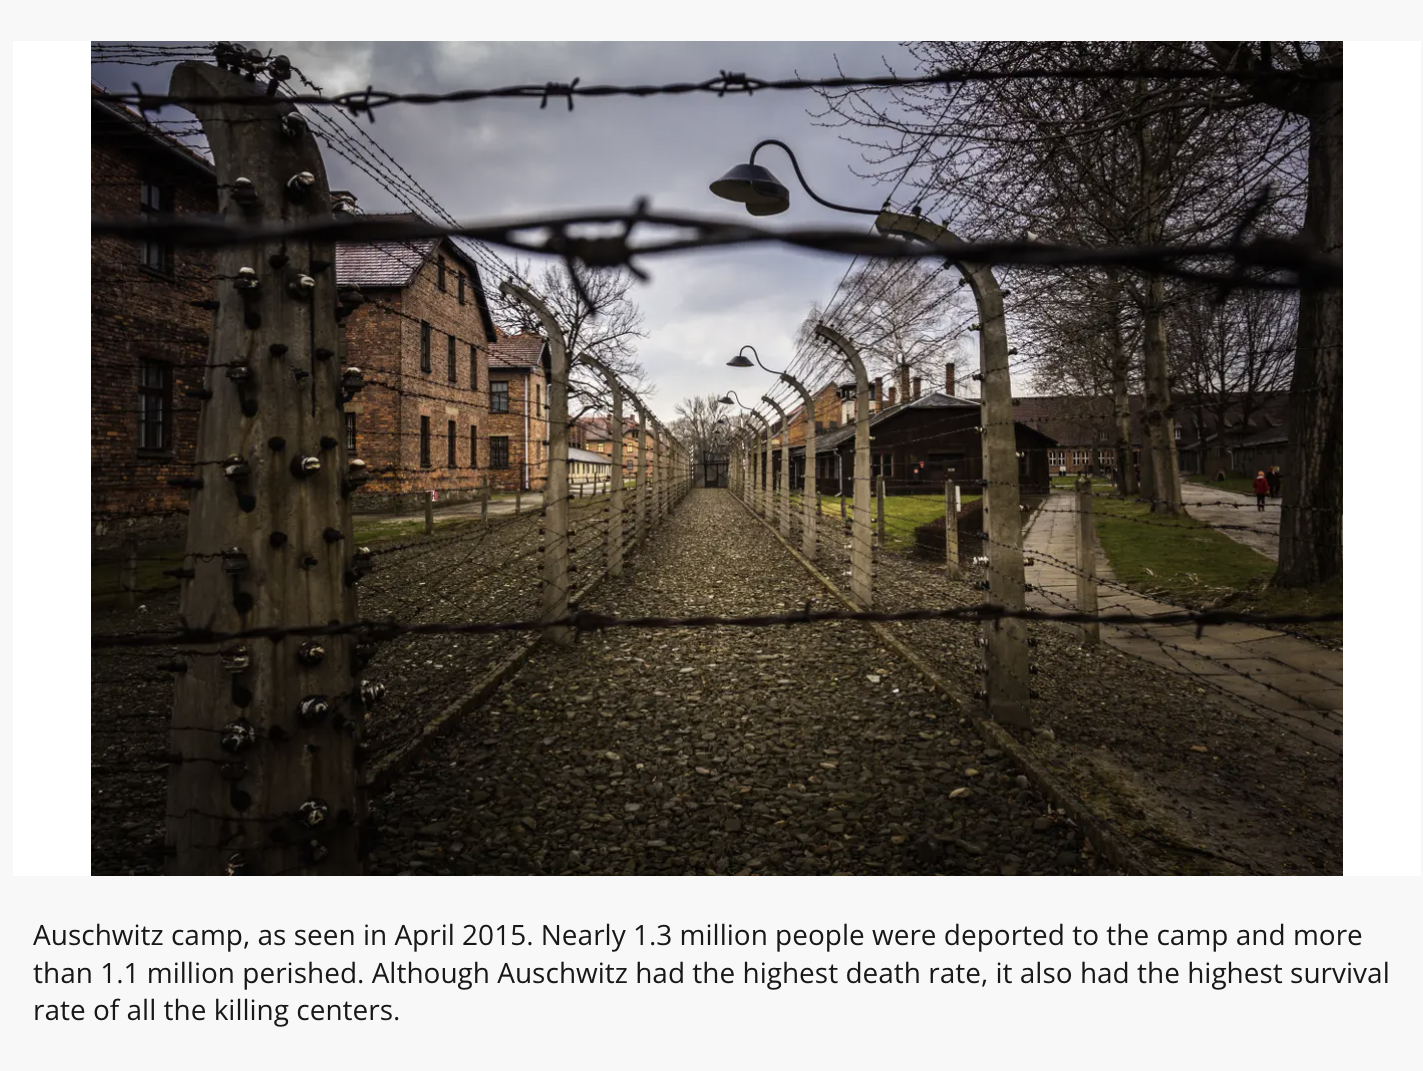 Auschwitz camp, as seen in April 2015. Nearly 1.3 million people were deported to the camp and more
than 1.1 million perished. Although Auschwitz had the highest death rate, it also had the highest survival
rate of all the killing centers.